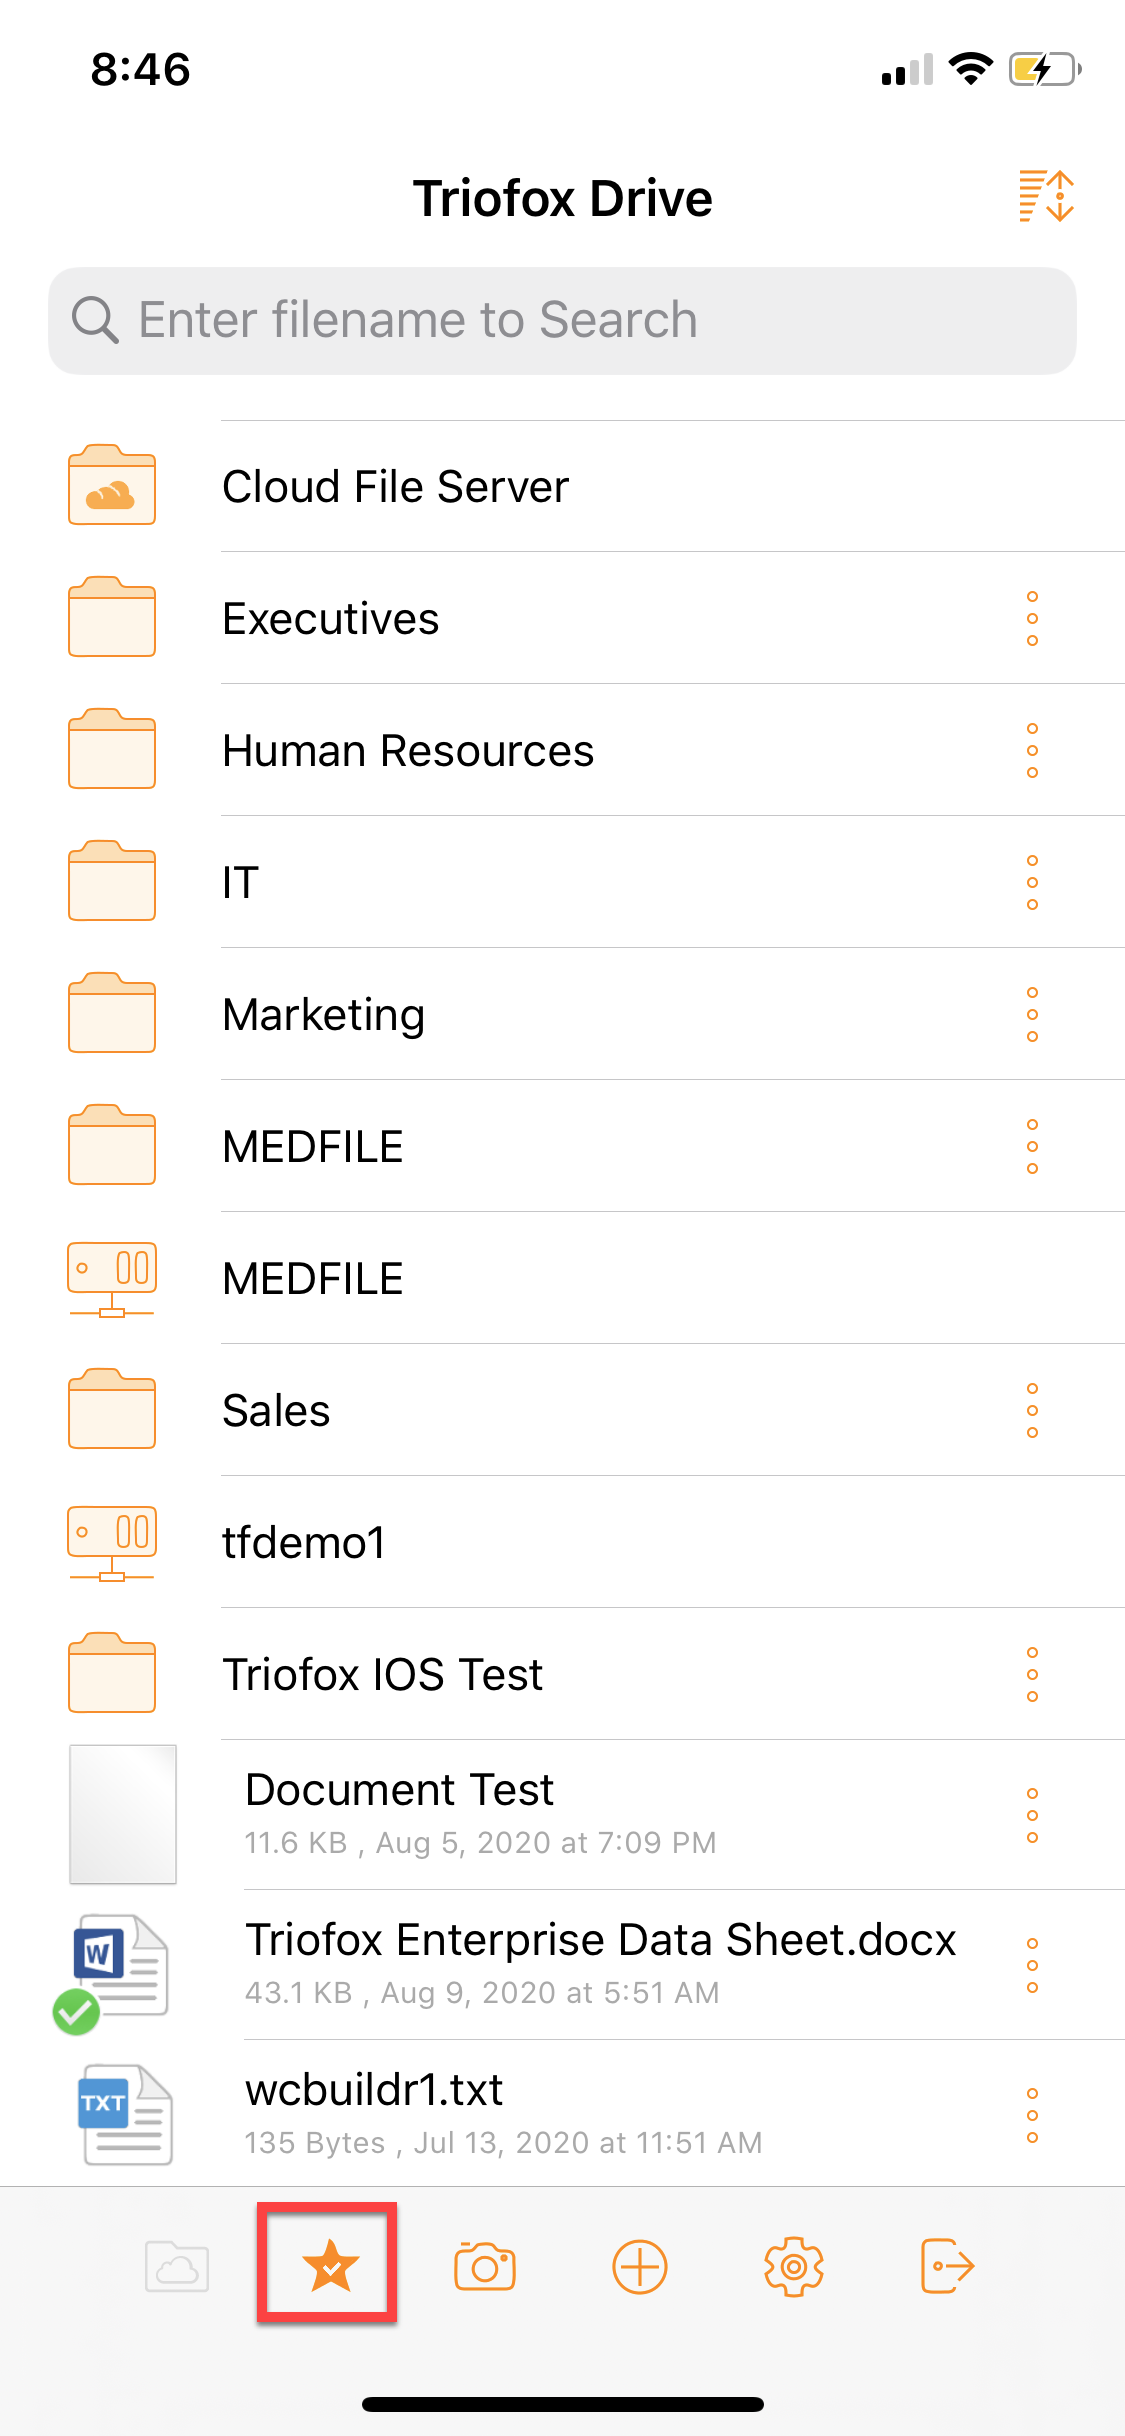 8:46
Triofox Drive
Enter filename to Search
Cloud File Server
Executives
Human Resources
IT
Marketing
MEDFILE
MEDFILE
Sales
tfdemo1
Triofox IOS Test
Document Test
11.6 KB , Aug 5, 2020 at 7:09 PM
W
Triofox Enterprise Data Sheet.docx
43.1 KB , Aug 9, 2020 at 5:51 AM
TXT
wcbuildr1.txt
135 Bytes , Jul 13, 2020 at 11:51 AM